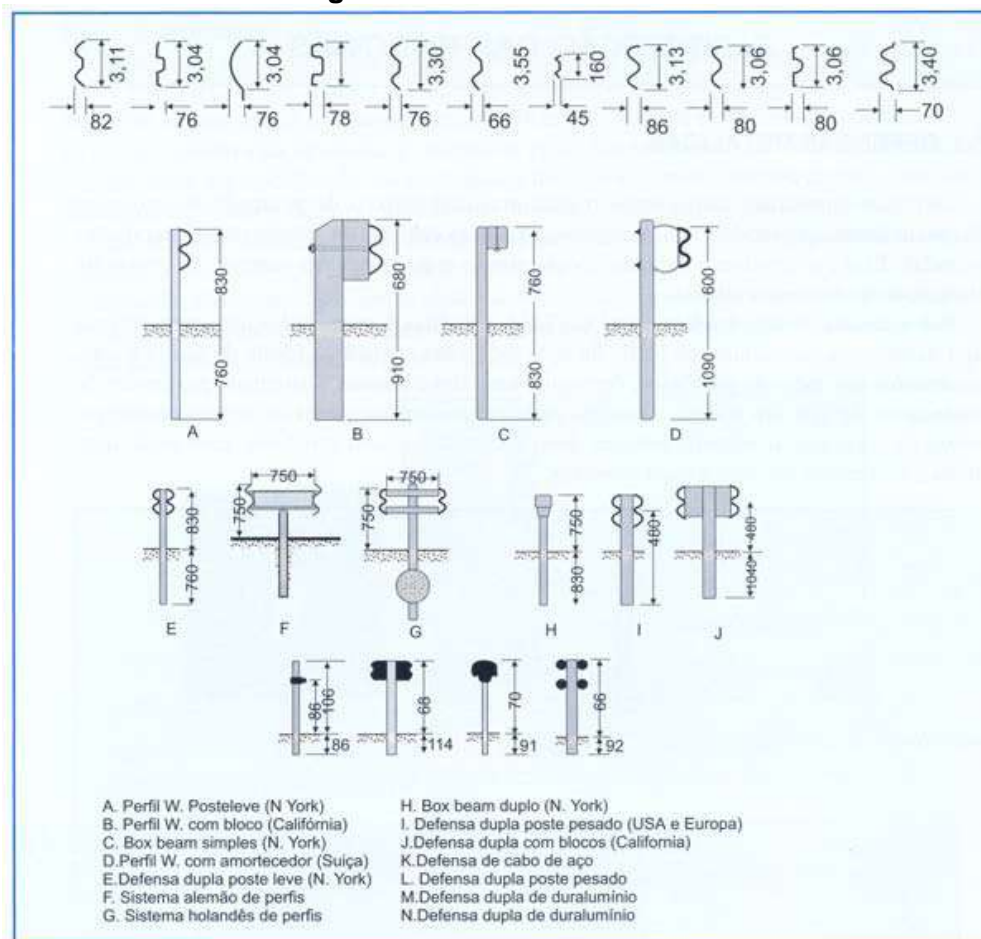 3,11 3,04 3,04 3,30 3,55 160 3,13 3,06 3,06 3,40
82 76 76 78 76 66 45 86 80 80 70
830 680 760 600
760 910 830 1090
A B C D
750 750
830 750 750 750 480 480
760 830 1040
E F G H I J
86 106 68 70 66
86 114 91 92
A. Perfil W. Posteleve (N York)
B. Perfil W. com bloco (Califórnia)
C. Box beam simples (N. York)
D.Perfil W. com amortecedor (Suiça)
E.Defensa dupla poste leve (N. York)
F. Sistema alemão de perfis
G. Sistema holandês de perfis
H. Box beam duplo (N. York)
I. Defensa dupla poste pesado (USA e Europa)
J.Defensa dupla com blocos (California)
K.Defensa de cabo de aço
L. Defensa dupla poste pesado
M.Defensa dupla de duralumínio
N.Defensa dupla de duralumínio